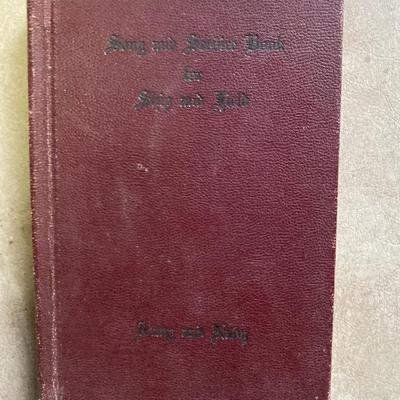 Song and Service Book
for
Ship and Field
Army and Navy